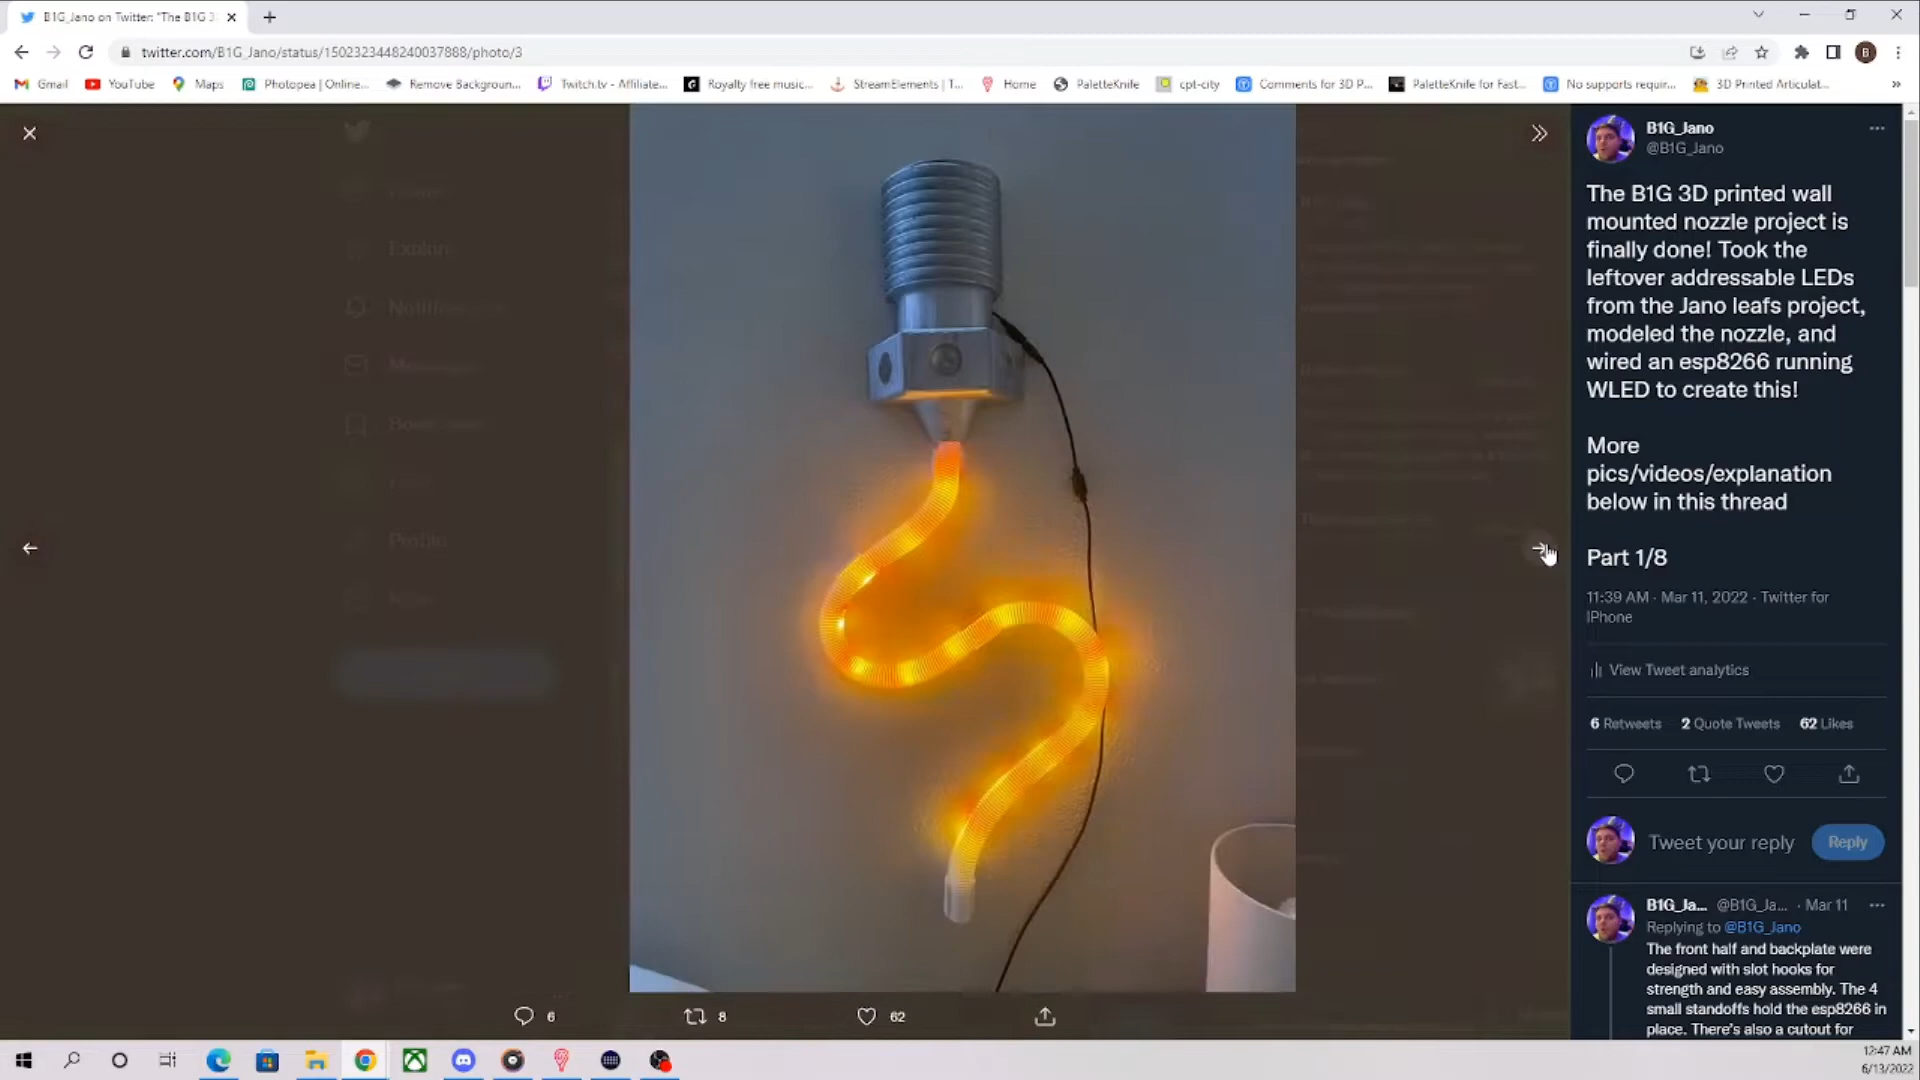 B1G_Jano on Twitter: "The B1G 3
twitter.com/B1G_Jano/status/1502323448240037888/photo/3
B
Gmail
YouTube
Maps
Photopea | Online...
Remove Backgroun...
Twitch.tv - Affiliate...
Royalty free music...
StreamElements | T...
Home
PaletteKnife
cpt-city
Comments for 3D P...
PaletteKnife for Fast...
No supports requir...
3D Printed Articulat...
»
Explore
Profile
B1G_Jano
@B1G_Jano
The B1G 3D printed wall
mounted nozzle project is
finally done! Took the
leftover addressable LEDs
from the Jano leafs project,
modeled the nozzle, and
wired an esp8266 running
WLED to create this!
More
pics/videos/explanation
below in this thread
Part 1/8
11:39 AM · Mar 11, 2022 · Twitter for
iPhone
View Tweet analytics
6 Retweets 2 Quote Tweets 62 Likes
Tweet your reply
Reply
B1G_Ja... @B1G_Ja... · Mar 11
Replying to @B1G_Jano
The front half and backplate were
designed with slot hooks for
strength and easy assembly. The 4
small standoffs hold the esp8266 in
place. There's also a cutout for
6
8
62
12:47 AM
6/13/2022